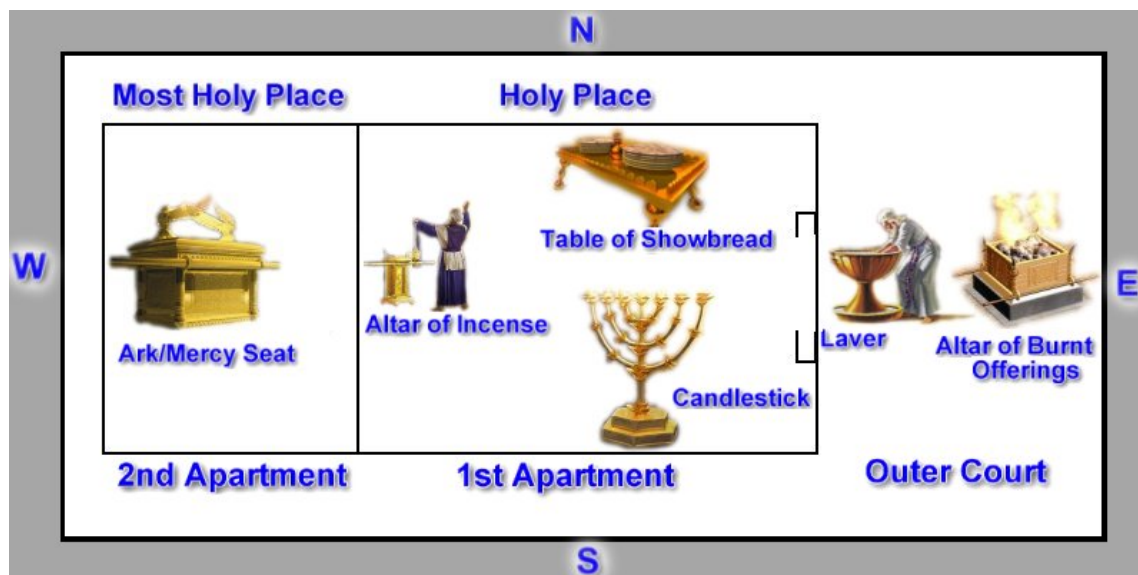 N
Most Holy Place
Holy Place
Table of Showbread
W
E
Altar of Incense
Laver
Ark/Mercy Seat
Altar of Burnt
Offerings
Candlestick
2nd Apartment
1st Apartment
Outer Court
S